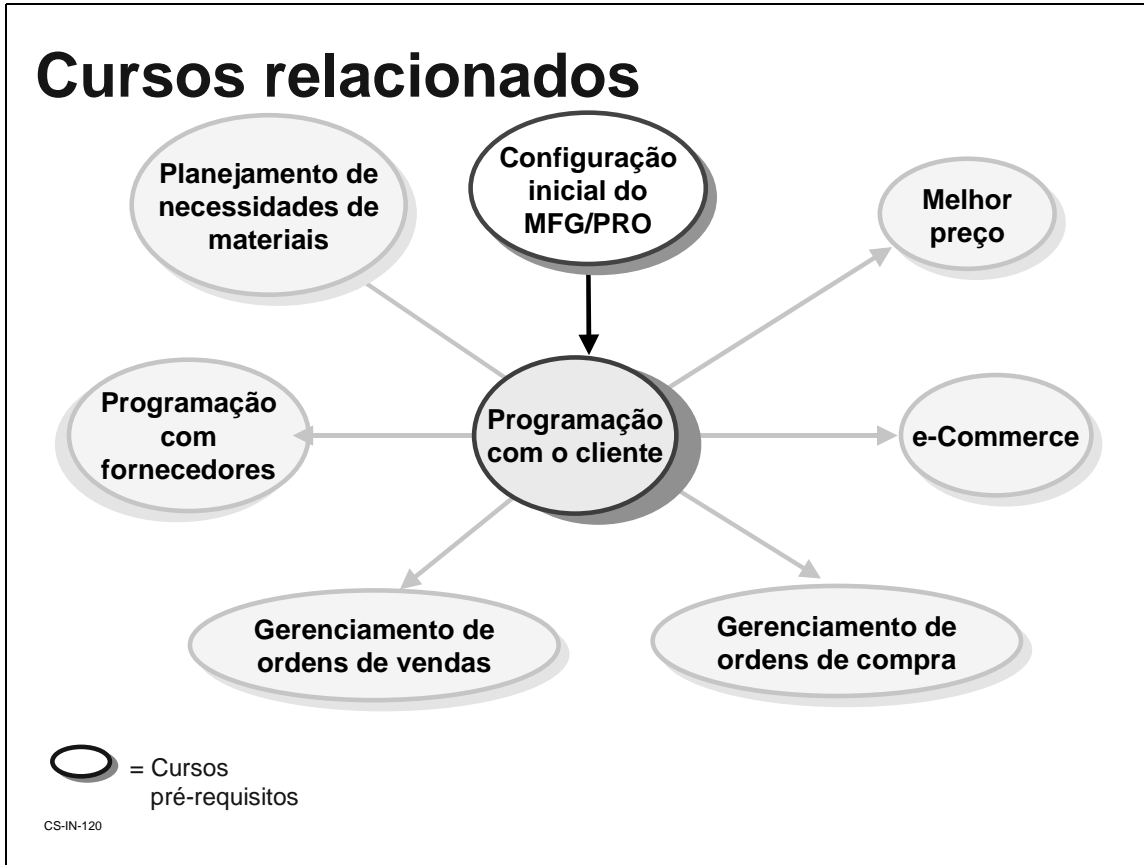 Cursos relacionados
Planejamento de
necessidades de
materiais
Configuração
inicial do
MFG/PRO
Melhor
preço
Programação
com
fornecedores
Programação
com o cliente
e-Commerce
Gerenciamento de
ordens de vendas
Gerenciamento de
ordens de compra
= Cursos
pré-requisitos
CS-IN-120